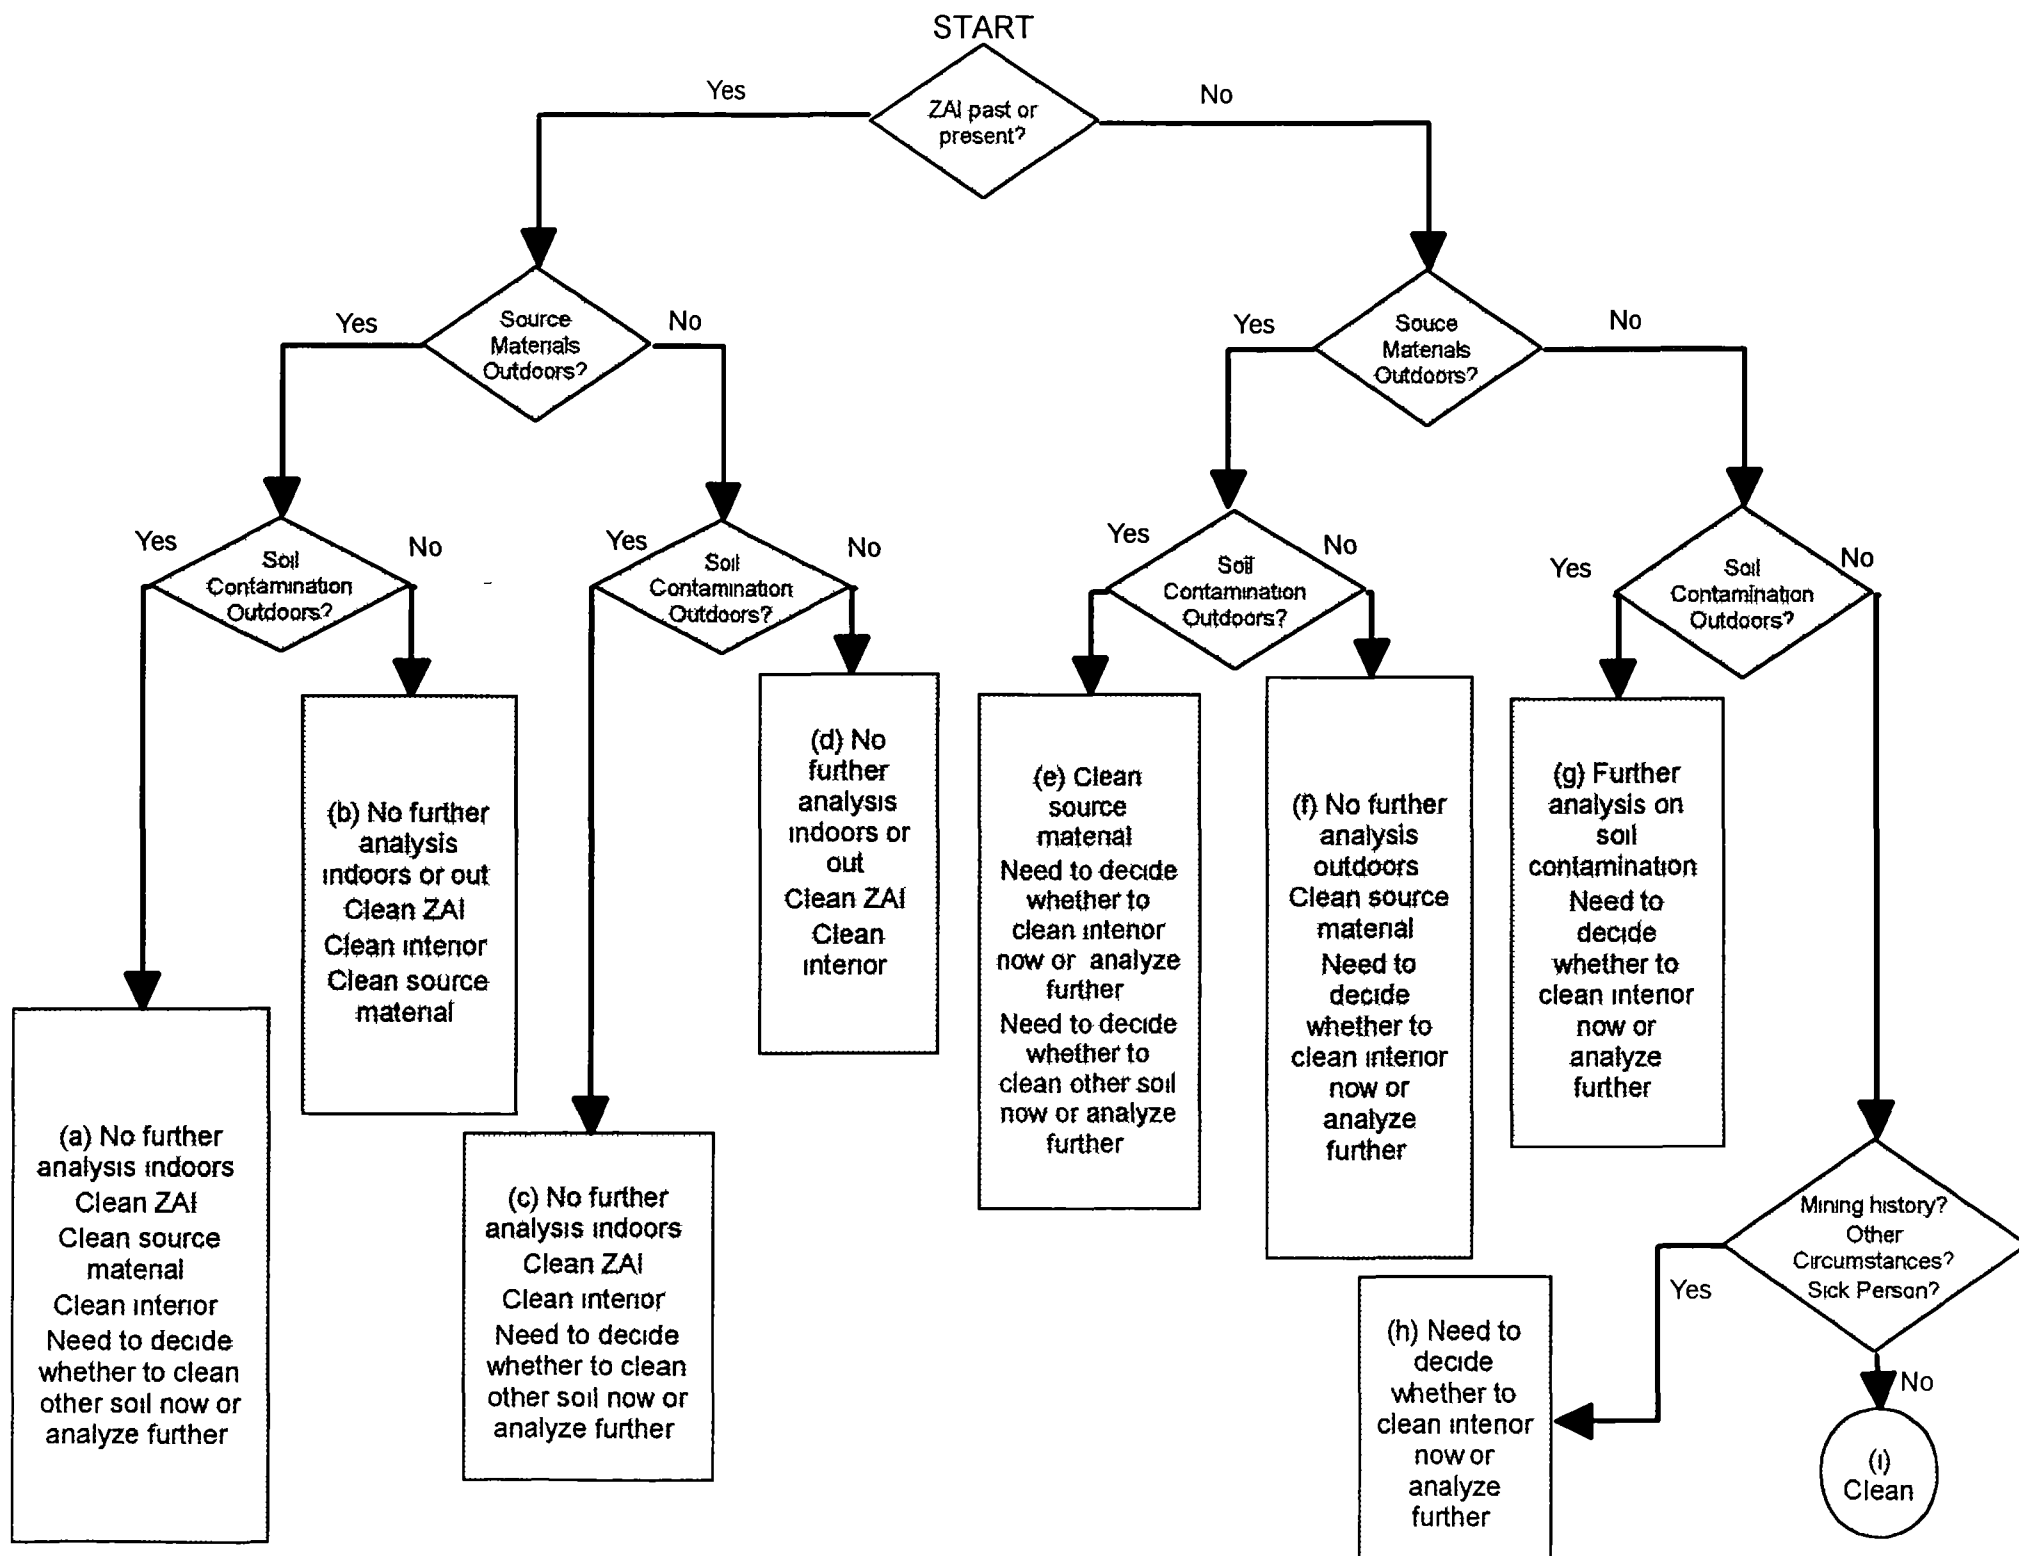 START
Yes
No
ZAI past or
present?
Yes
Source
Materials
Outdoors?
No
Yes
Souce
Materials
Outdoors?
No
Yes
Soil
Contamination
Outdoors?
No
Yes
Soil
Contamination
Outdoors?
No
Yes
Soil
Contamination
Outdoors?
No
Yes
Soil
Contamination
Outdoors?
No
(a) No further
analysis indoors
Clean ZAI
Clean source
material
Clean interior
Need to decide
whether to clean
other soil now or
analyze further
(b) No further
analysis
indoors or out
Clean ZAI
Clean interior
Clean source
material
(c) No further
analysis indoors
Clean ZAI
Clean interior
Need to decide
whether to clean
other soil now or
analyze further
(d) No
further
analysis
indoors or
out
Clean ZAI
Clean
interior
(e) Clean
source
material
Need to decide
whether to
clean interior
now or analyze
further
Need to decide
whether to
clean other soil
now or analyze
further
(f) No further
analysis
outdoors
Clean source
material
Need to
decide
whether to
clean interior
now or
analyze
further
(g) Further
analysis on
soil
contamination
Need to
decide
whether to
clean interior
now or
analyze
further
Mining history?
Other
Circumstances?
Sick Person?
Yes
No
(h) Need to
decide
whether to
clean interior
now or
analyze
further
(i)
Clean